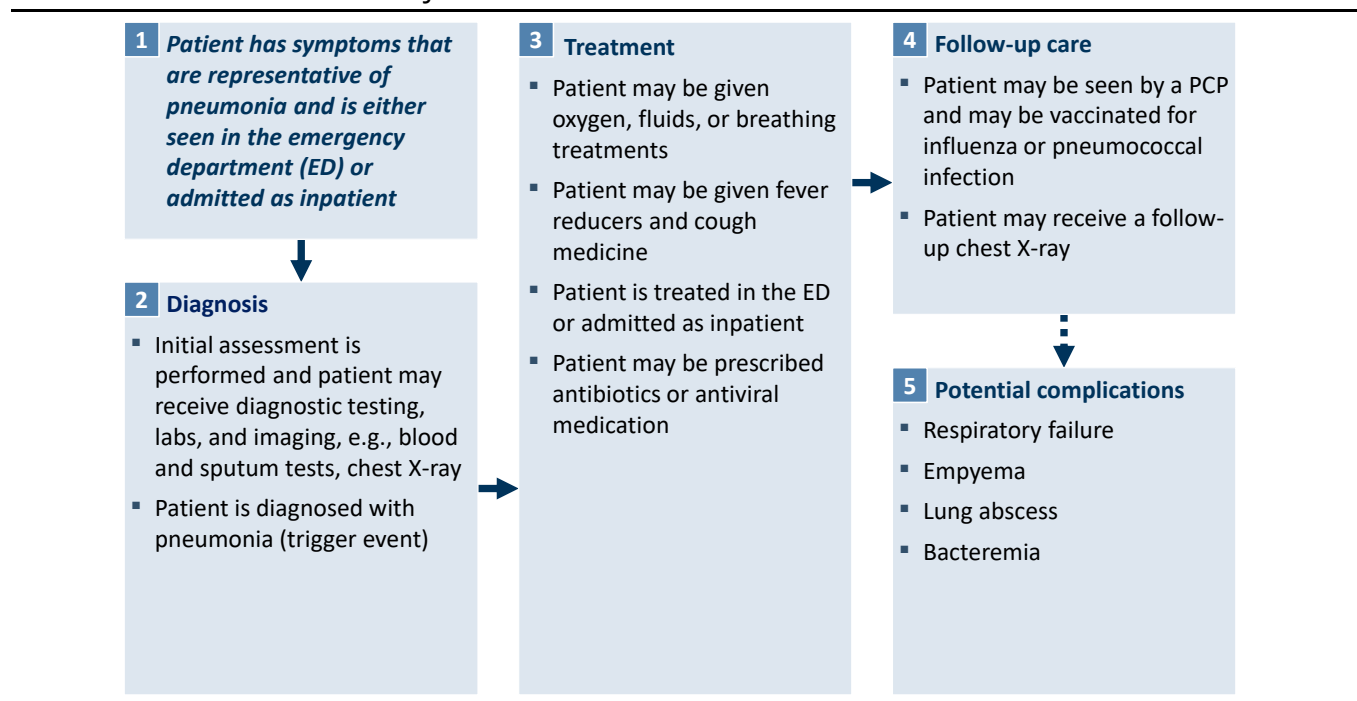 1 Patient has symptoms that
are representative of
pneumonia and is either
seen in the emergency
department (ED) or
admitted as inpatient
2 Diagnosis
▪ Initial assessment is
performed and patient may
receive diagnostic testing,
labs, and imaging, e.g., blood
and sputum tests, chest X-ray
▪ Patient is diagnosed with
pneumonia (trigger event)
3 Treatment
▪ Patient may be given
oxygen, fluids, or breathing
treatments
▪ Patient may be given fever
reducers and cough
medicine
▪ Patient is treated in the ED
or admitted as inpatient
▪ Patient may be prescribed
antibiotics or antiviral
medication
4 Follow-up care
▪ Patient may be seen by a PCP
and may be vaccinated for
influenza or pneumococcal
infection
▪ Patient may receive a follow-
up chest X-ray
5 Potential complications
▪ Respiratory failure
▪ Empyema
▪ Lung abscess
▪ Bacteremia